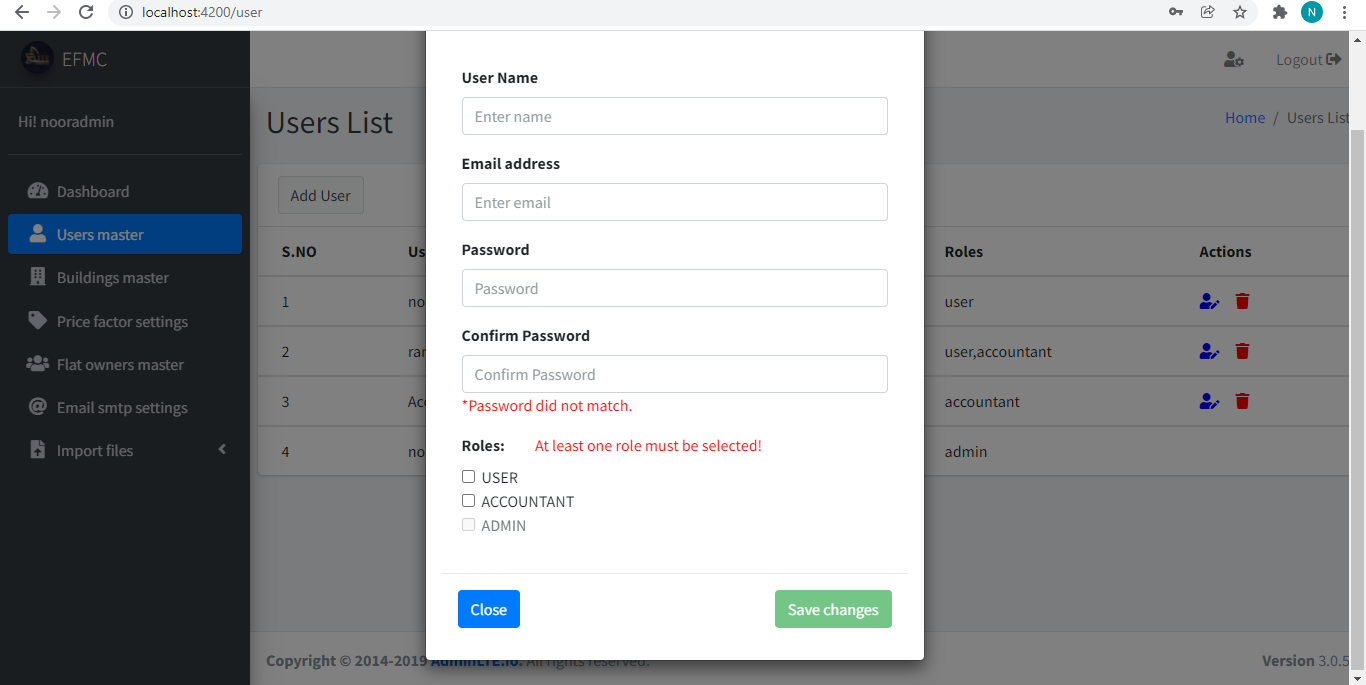 localhost:4200/user
N
EFMC
Logout
Hi! nooradmin
Users List
Home / Users List
Dashboard
Users master
Buildings master
Price factor settings
Flat owners master
Email smtp settings
Import files
Add User
S.NO Us Roles Actions
1 no user
2 ran user,accountant
3 Acc accountant
4 no admin
User Name
Enter name
Email address
Enter email
Password
Password
Confirm Password
Confirm Password
*Password did not match.
Roles: At least one role must be selected!
USER
ACCOUNTANT
ADMIN
Close Save changes
Copyright © 2014-2019 AdminLTE.io. All rights reserved.
Version 3.0.5